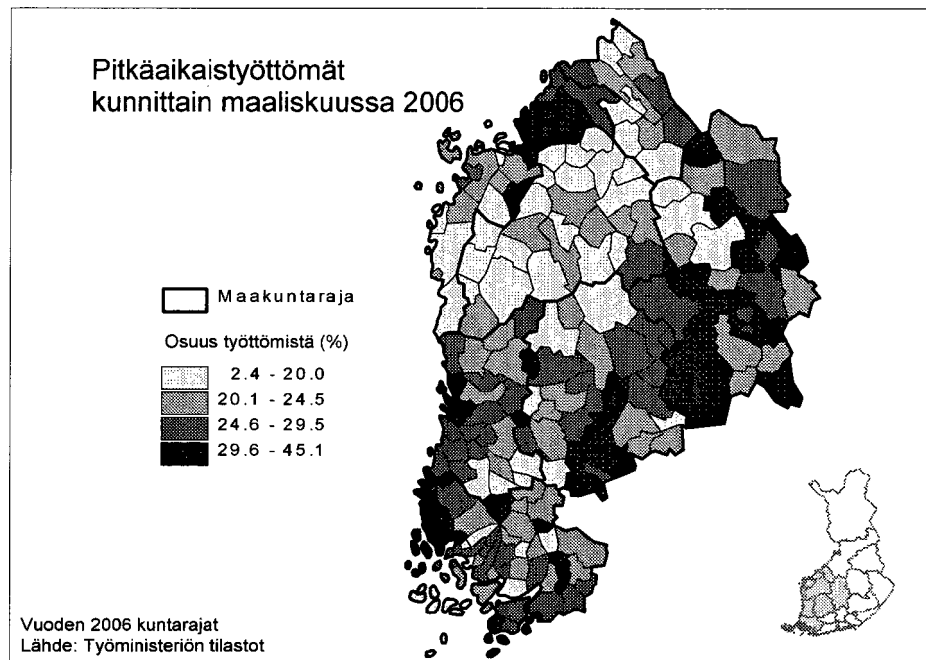 Pitkäaikaistyöttömät
kunnittain maaliskuussa 2006
Maakuntaraja
Osuus työttömistä (%)
2.4 - 20.0
20.1 - 24.5
24.6 - 29.5
29.6 - 45.1
Vuoden 2006 kuntarajat
Lähde: Työministeriön tilastot